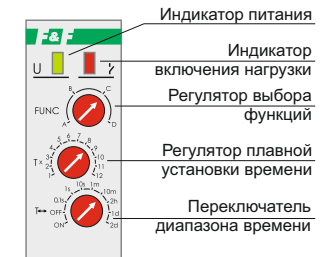 Индикатор питания
F&F
Индикатор
включения нагрузки
U
Регулятор выбора
функций
B C
FUNC
A D
Регулятор плавной
установки времени
5 6 7 8
4 9
3 10
T x 2 11
1 12
Переключатель
диапазона времени
10s 1m
1s 10m
0.1s 2h
T OFF 1d
ON 2d